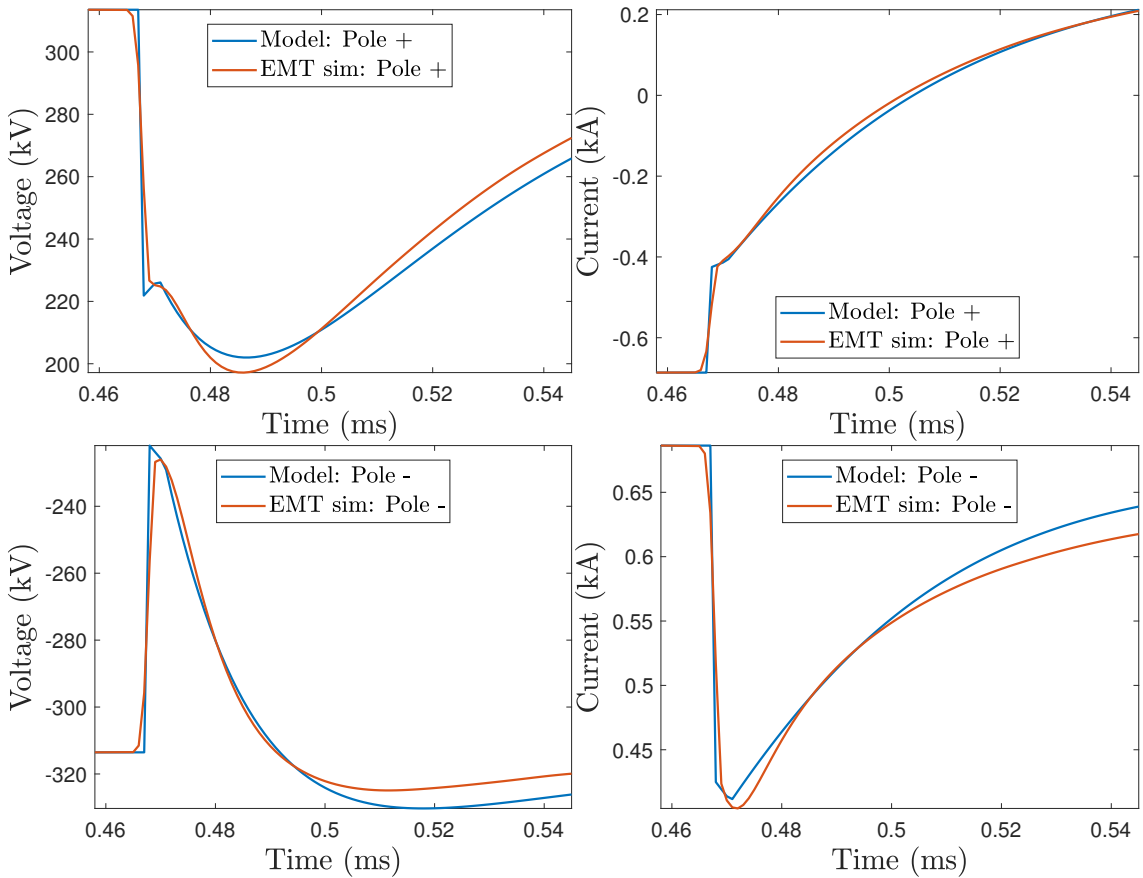 Voltage (kV)
300
280
260
240
220
200
Model: Pole +
EMT sim: Pole +
0.46 0.48 0.5 0.52 0.54
Time (ms)
Current (kA)
0.2
0
-0.2
-0.4
-0.6
Model: Pole +
EMT sim: Pole +
0.46 0.48 0.5 0.52 0.54
Time (ms)
Voltage (kV)
-240
-260
-280
-300
-320
Model: Pole -
EMT sim: Pole -
0.46 0.48 0.5 0.52 0.54
Time (ms)
Current (kA)
0.65
0.6
0.55
0.5
0.45
Model: Pole -
EMT sim: Pole -
0.46 0.48 0.5 0.52 0.54
Time (ms)